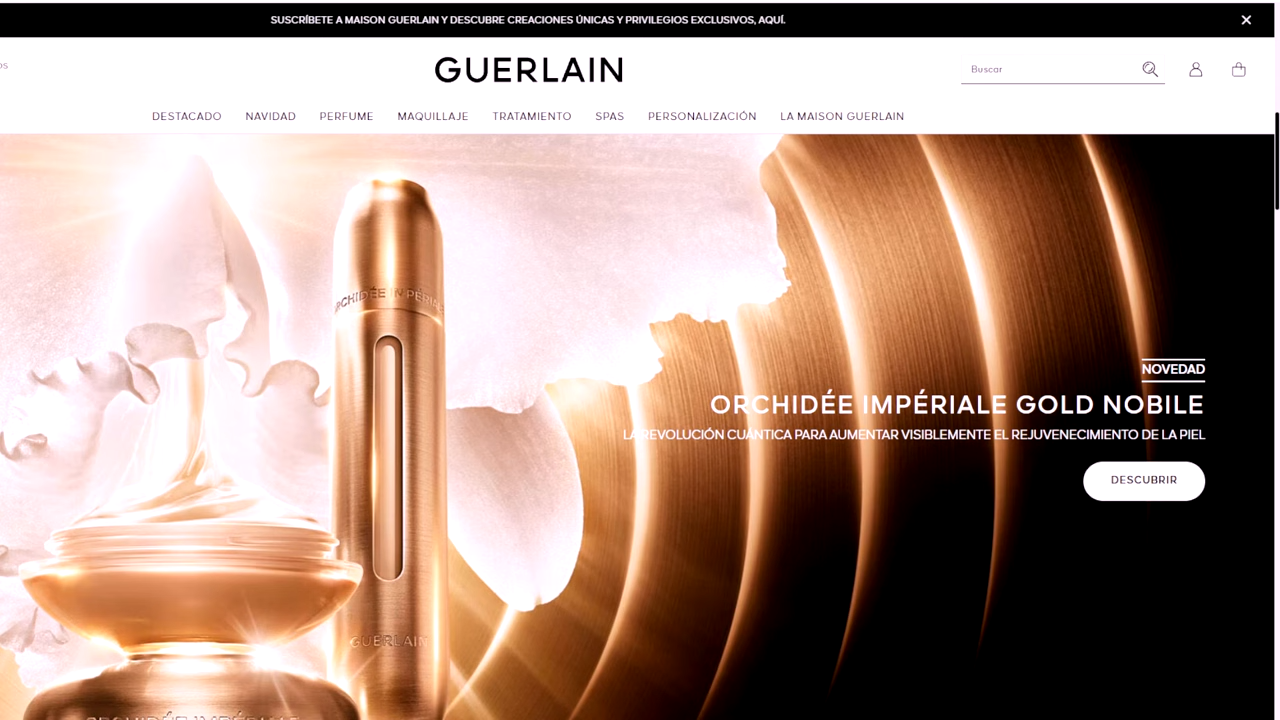 SUSCRÍBETE A MAISON GUERLAIN Y DESCUBRE CREACIONES ÚNICAS Y PRIVILEGIOS EXCLUSIVOS, AQUÍ.
GUERLAIN
Buscar
DESTACADO NAVIDAD PERFUME MAQUILLAJE TRATAMIENTO SPAS PERSONALIZACIÓN LA MAISON GUERLAIN
ORCHIDÉE IMPÉRIALE
NOVEDAD
ORCHIDÉE IMPÉRIALE GOLD NOBILE
LA REVOLUCIÓN CUÁNTICA PARA AUMENTAR VISIBLEMENTE EL REJUVENECIMIENTO DE LA PIEL
DESCUBRIR
GUERLAIN
ORCHIDÉE IMPÉRIALE